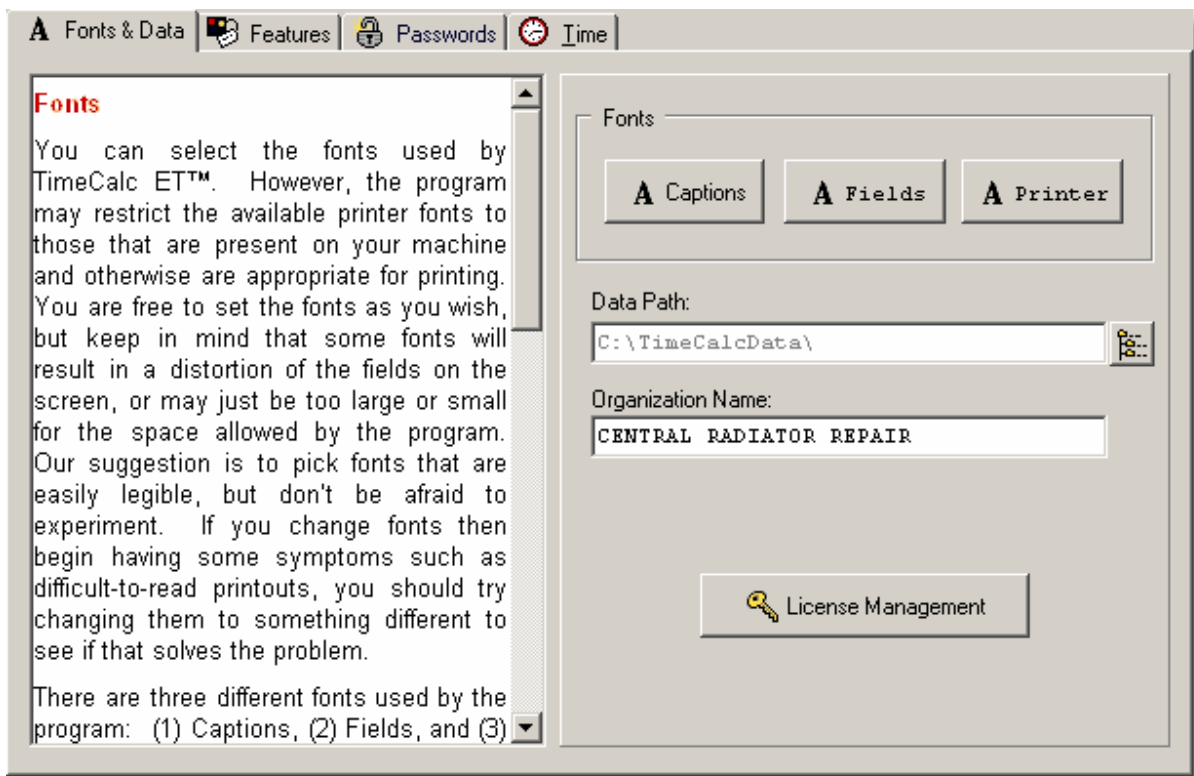 A Fonts & Data Features Passwords Time
Fonts
You can select the fonts used by
TimeCalc ET™. However, the program
may restrict the available printer fonts to
those that are present on your machine
and otherwise are appropriate for printing.
You are free to set the fonts as you wish,
but keep in mind that some fonts will
result in a distortion of the fields on the
screen, or may just be too large or small
for the space allowed by the program.
Our suggestion is to pick fonts that are
easily legible, but don't be afraid to
experiment. If you change fonts then
begin having some symptoms such as
difficult-to-read printouts, you should try
changing them to something different to
see if that solves the problem.
There are three different fonts used by the
program: (1) Captions, (2) Fields, and (3)
Fonts
A Captions A Fields A Printer
Data Path:
C:\TimeCalcData\
Organization Name:
CENTRAL RADIATOR REPAIR
License Management